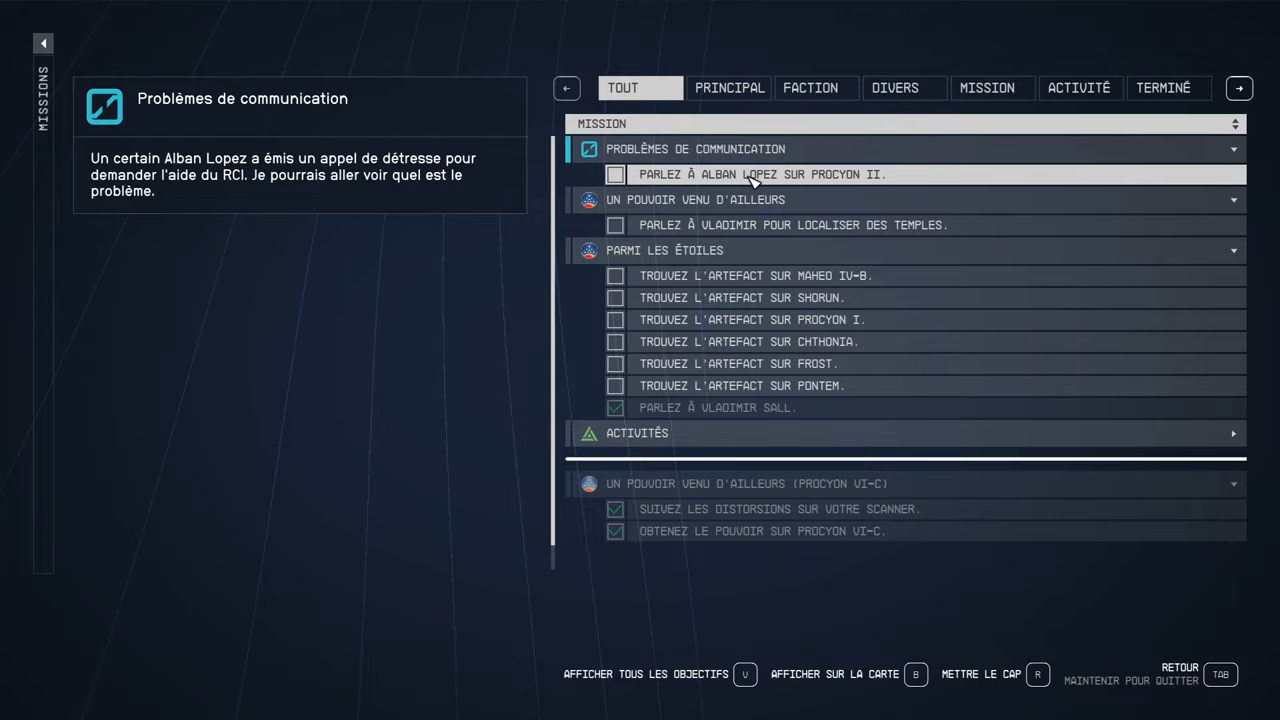 MISSIONS
Problèmes de communication
Un certain Alban Lopez a émis un appel de détresse pour
demander l'aide du RCI. Je pourrais aller voir quel est le
problème.
TOUT
PRINCIPAL
FACTION
DIVERS
MISSION
ACTIVITÉ
TERMINÉ
MISSION
PROBLÈMES DE COMMUNICATION
PARLEZ À ALBAN LOPEZ SUR PROCYON II.
UN POUVOIR VENU D'AILLEURS
PARLEZ À VLADIMIR POUR LOCALISER DES TEMPLES.
PARMI LES ÉTOILES
TROUVEZ L'ARTEFACT SUR MAHEO IV-B.
TROUVEZ L'ARTEFACT SUR SHORUN.
TROUVEZ L'ARTEFACT SUR PROCYON I.
TROUVEZ L'ARTEFACT SUR CHTHONIA.
TROUVEZ L'ARTEFACT SUR FROST.
TROUVEZ L'ARTEFACT SUR PONTEM.
PARLEZ À VLADIMIR SALL.
ACTIVITÉS
UN POUVOIR VENU D'AILLEURS (PROCYON VI-C)
SUIVEZ LES DISTORSIONS SUR VOTRE SCANNER.
OBTENEZ LE POUVOIR SUR PROCYON VI-C.
AFFICHER TOUS LES OBJECTIFS V
AFFICHER SUR LA CARTE B
METTRE LE CAP R
RETOUR
MAINTENIR POUR QUITTER
TAB